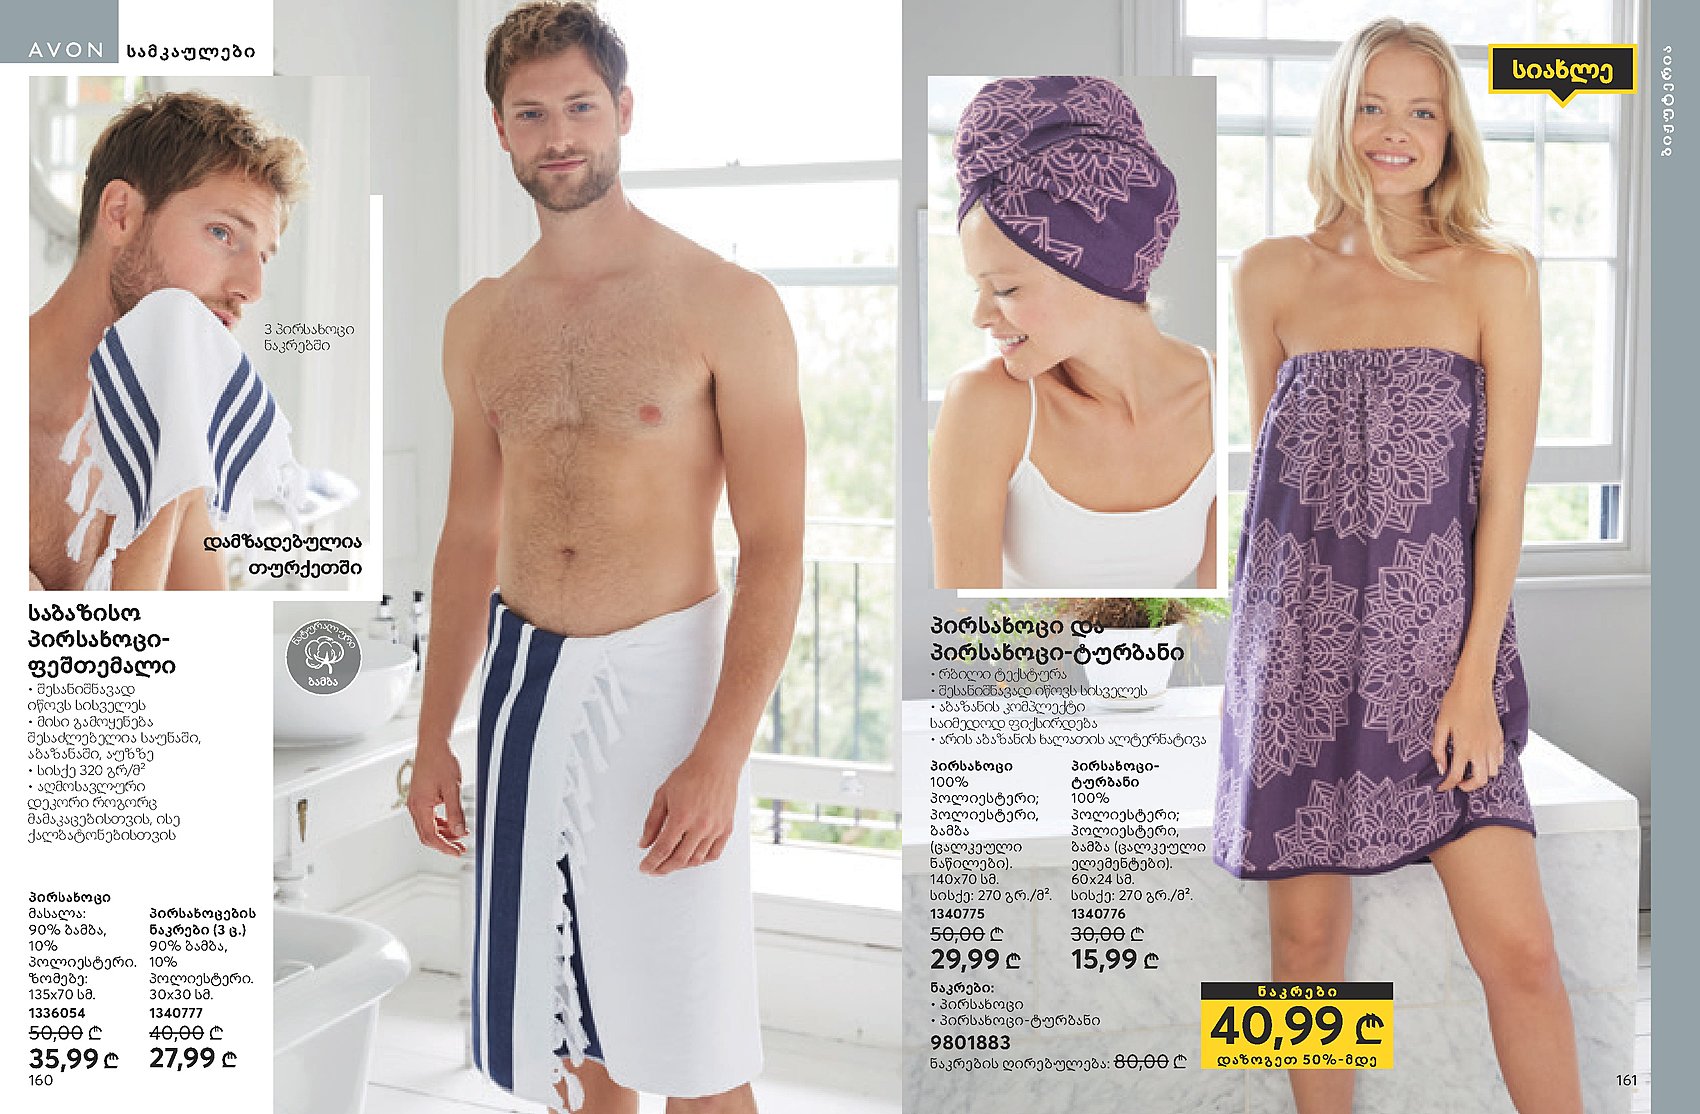 AVON სამკაულები
3 პირსახოცი
ნაკრებში
დამზადებულია
თურქეთში
საბაზისო
პირსახოცი-
ფეშთემალი
• შესანიშნავად
იწოვს სისველეს
• მისი გამოყენება
შესაძლებელია საუნაში,
აბაზანაში, აუზზე
• სისქე 320 გრ/მ²
• აღმოსავლური
დეკორი როგორც
მამაკაცებისთვის, ისე
ქალბატონებისთვის
ნატურალური
ბამბა
პირსახოცი
მასალა:
90% ბამბა,
10%
პოლიესტერი.
ზომებე:
135x70 სმ.
1336054
50,00 ₾
35,99 ₾
პირსახოცების
ნაკრები (3 ც.)
90% ბამბა,
10%
პოლიესტერი.
30x30 სმ.
1340777
40,00 ₾
27,99 ₾
160
სიახლე
ბიჟუტერია
პირსახოცი და
პირსახოცი-ტურბანი
• რბილი ტექსტურა
• შესანიშნავად იწოვს სისველეს
• აბაზანის კომპლექტი
საიმედოდ ფიქსირდება
• არის აბაზანის ხალათის ალტერნატივა
პირსახოცი
100%
პოლიესტერი;
პოლიესტერი,
ბამბა
(ცალკეული
ნაწილები).
140x70 სმ.
სისქე: 270 გრ./მ².
1340775
50,00 ₾
29,99 ₾
პირსახოცი-
ტურბანი
100%
პოლიესტერი;
პოლიესტერი,
ბამბა (ცალკეული
ელემენტები).
60x24 სმ.
სისქე: 270 გრ./მ².
1340776
30,00 ₾
15,99 ₾
ნაკრები:
• პირსახოცი
• პირსახოცი-ტურბანი
9801883
ნაკრების ღირებულება: 80,00 ₾
ნაკრები
40,99 ₾
დაზოგეთ 50%-მდე
161